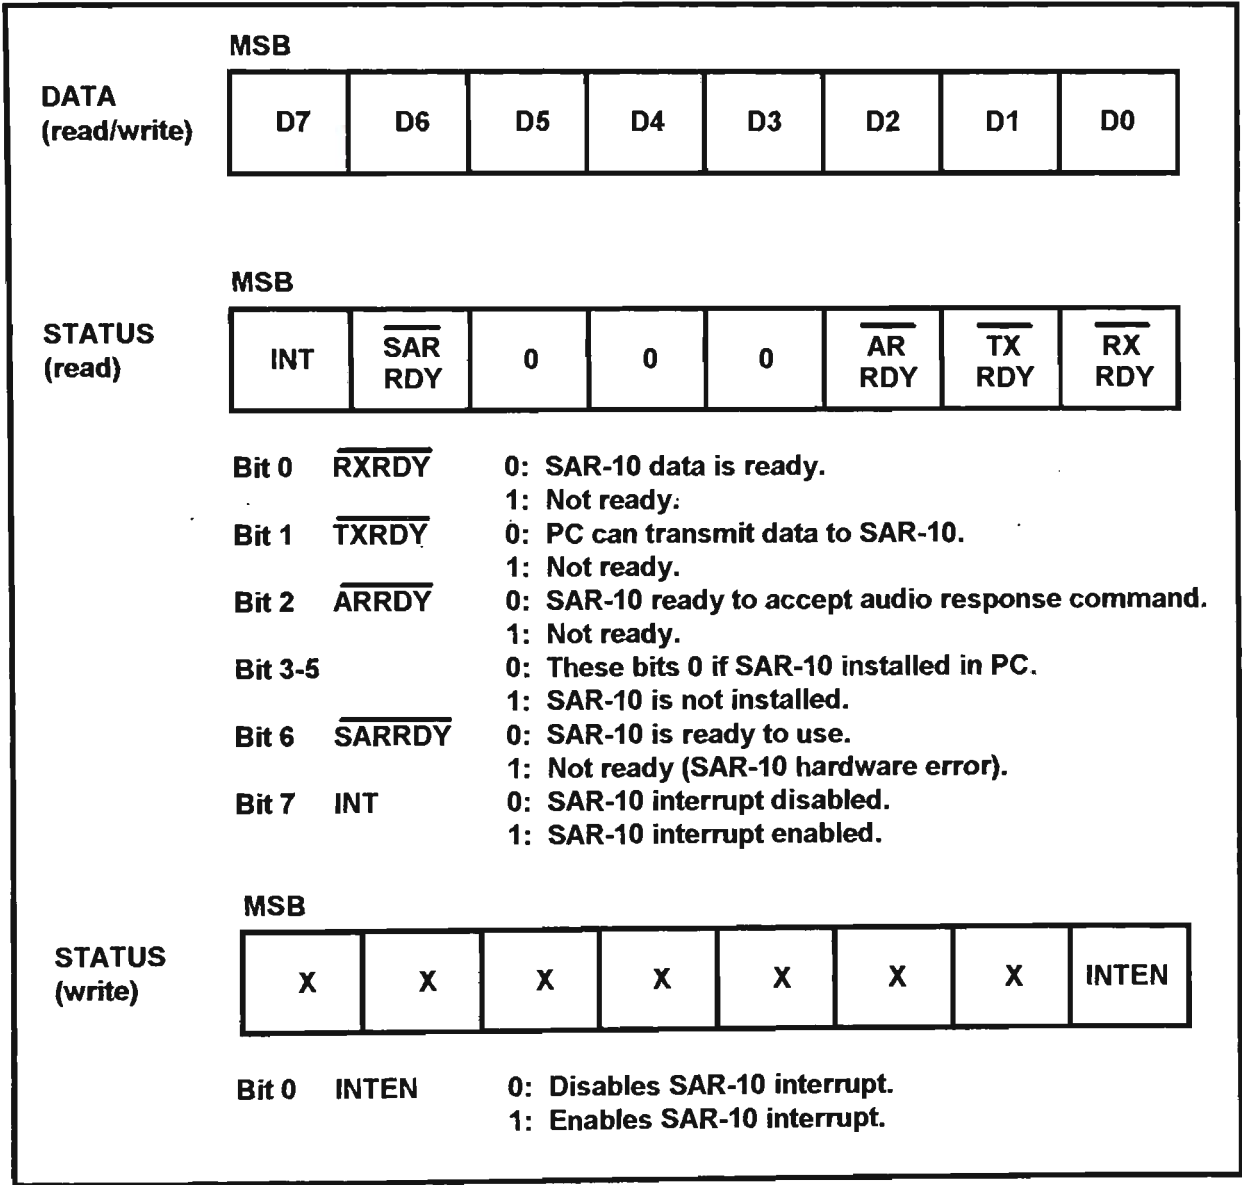 MSB
DATA
(read/write)
D7 D6 D5 D4 D3 D2 D1 D0
MSB
STATUS
(read)
INT SAR RDY 0 0 0 AR RDY TX RDY RX RDY
Bit 0 RXRDY 0: SAR-10 data is ready.
1: Not ready.
Bit 1 TXRDY 0: PC can transmit data to SAR-10.
1: Not ready.
Bit 2 ARRDY 0: SAR-10 ready to accept audio response command.
1: Not ready.
Bit 3-5 0: These bits 0 if SAR-10 installed in PC.
1: SAR-10 is not installed.
Bit 6 SARRDY 0: SAR-10 is ready to use.
1: Not ready (SAR-10 hardware error).
Bit 7 INT 0: SAR-10 interrupt disabled.
1: SAR-10 interrupt enabled.
MSB
STATUS
(write)
X X X X X X X INTEN
Bit 0 INTEN 0: Disables SAR-10 interrupt.
1: Enables SAR-10 interrupt.